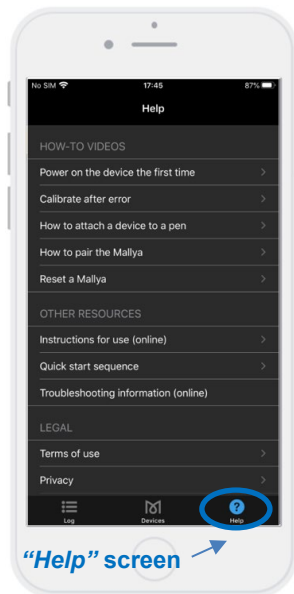 No SIM 17:45 87%
Help
HOW-TO VIDEOS
Power on the device the first time
Calibrate after error
How to attach a device to a pen
How to pair the Mallya
Reset a Mallya
OTHER RESOURCES
Instructions for use (online)
Quick start sequence
Troubleshooting information (online)
LEGAL
Terms of use
Privacy
?
Log Devices Help
“Help” screen